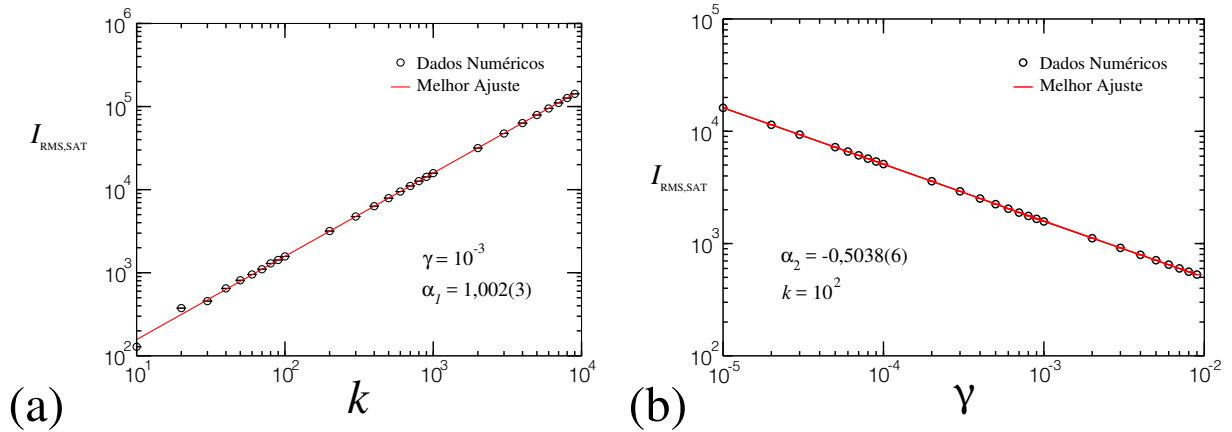 10^6
10^5
10^4
10^3
10^2
I_RMS,SAT
Dados Numéricos
Melhor Ajuste
γ = 10^-3
α_1 = 1,002(3)
10^1 10^2 10^3 10^4
k
(a)
10^5
10^4
10^3
10^2
I_RMS,SAT
Dados Numéricos
Melhor Ajuste
α_2 = -0,5038(6)
k = 10^2
10^-5 10^-4 10^-3 10^-2
γ
(b)